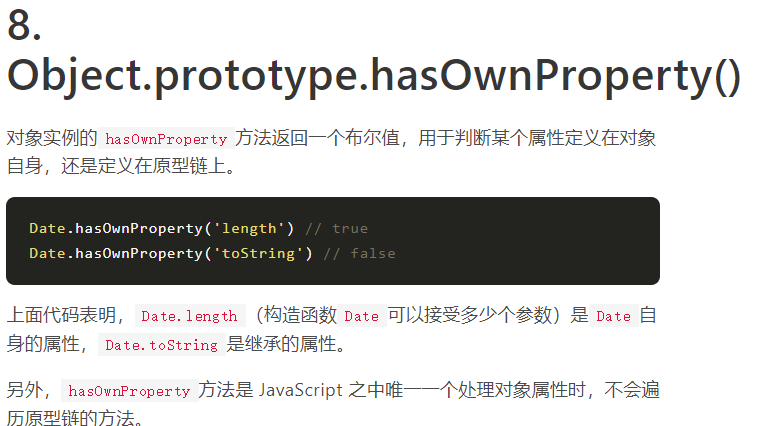 8.
Object.prototype.hasOwnProperty()
对象实例的 hasOwnProperty 方法返回一个布尔值，用于判断某个属性定义在对象
自身，还是定义在原型链上。
Date.hasOwnProperty('length') // true
Date.hasOwnProperty('toString') // false
上面代码表明， Date.length （构造函数 Date 可以接受多少个参数）是 Date 自
身的属性， Date.toString 是继承的属性。
另外， hasOwnProperty 方法是 JavaScript 之中唯一一个处理对象属性时，不会遍
历原型链的方法。